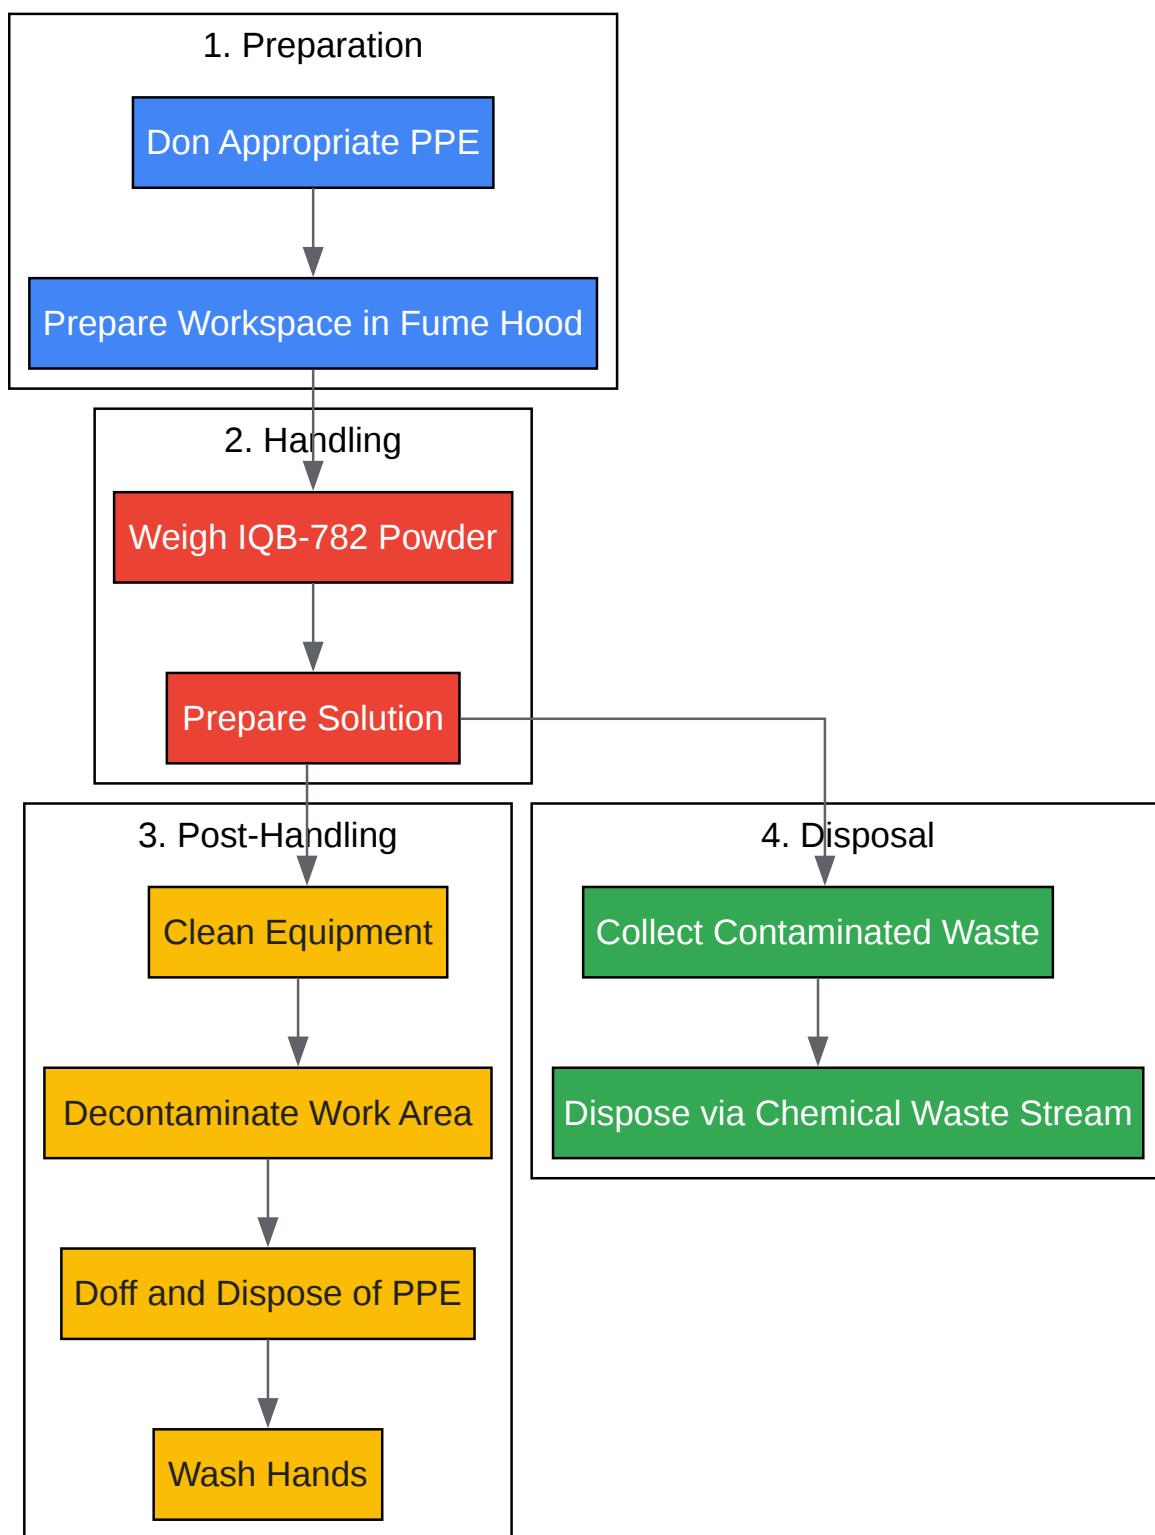 1. Preparation
Don Appropriate PPE
Prepare Workspace in Fume Hood
2. Handling
Weigh IQB-782 Powder
Prepare Solution
3. Post-Handling
Clean Equipment
Decontaminate Work Area
Doff and Dispose of PPE
Wash Hands
4. Disposal
Collect Contaminated Waste
Dispose via Chemical Waste Stream